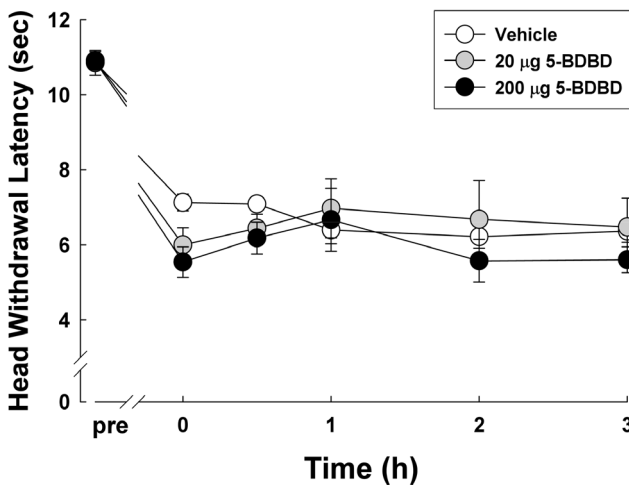 Head Withdrawal Latency (sec)
12
10
8
6
4
0
Vehicle
20 μg 5-BDBD
200 μg 5-BDBD
pre 0 1 2 3
Time (h)